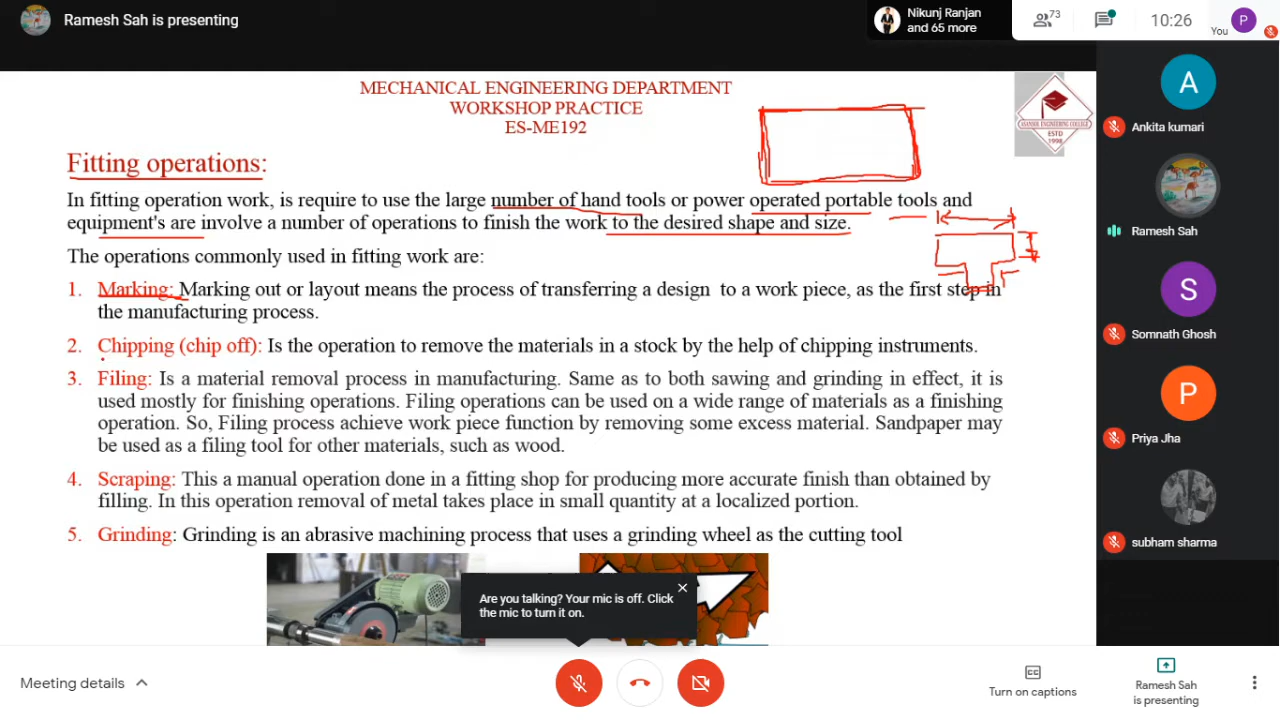 Ramesh Sah is presenting
Nikunj Ranjan
and 65 more
73
10:26
You
P
MECHANICAL ENGINEERING DEPARTMENT
WORKSHOP PRACTICE
ES-ME192
ASANSOL ENGINEERING COLLEGE
ESTD
1998
Fitting operations:
In fitting operation work, is require to use the large number of hand tools or power operated portable tools and
equipment's are involve a number of operations to finish the work to the desired shape and size.
The operations commonly used in fitting work are:
1. Marking: Marking out or layout means the process of transferring a design to a work piece, as the first step in
the manufacturing process.
2. Chipping (chip off): Is the operation to remove the materials in a stock by the help of chipping instruments.
3. Filing: Is a material removal process in manufacturing. Same as to both sawing and grinding in effect, it is
used mostly for finishing operations. Filing operations can be used on a wide range of materials as a finishing
operation. So, Filing process achieve work piece function by removing some excess material. Sandpaper may
be used as a filing tool for other materials, such as wood.
4. Scraping: This a manual operation done in a fitting shop for producing more accurate finish than obtained by
filling. In this operation removal of metal takes place in small quantity at a localized portion.
5. Grinding: Grinding is an abrasive machining process that uses a grinding wheel as the cutting tool
A
Ankita kumari
Ramesh Sah
S
Somnath Ghosh
P
Priya Jha
subham sharma
Are you talking? Your mic is off. Click
the mic to turn it on.
Meeting details
CC
Turn on captions
Ramesh Sah
is presenting